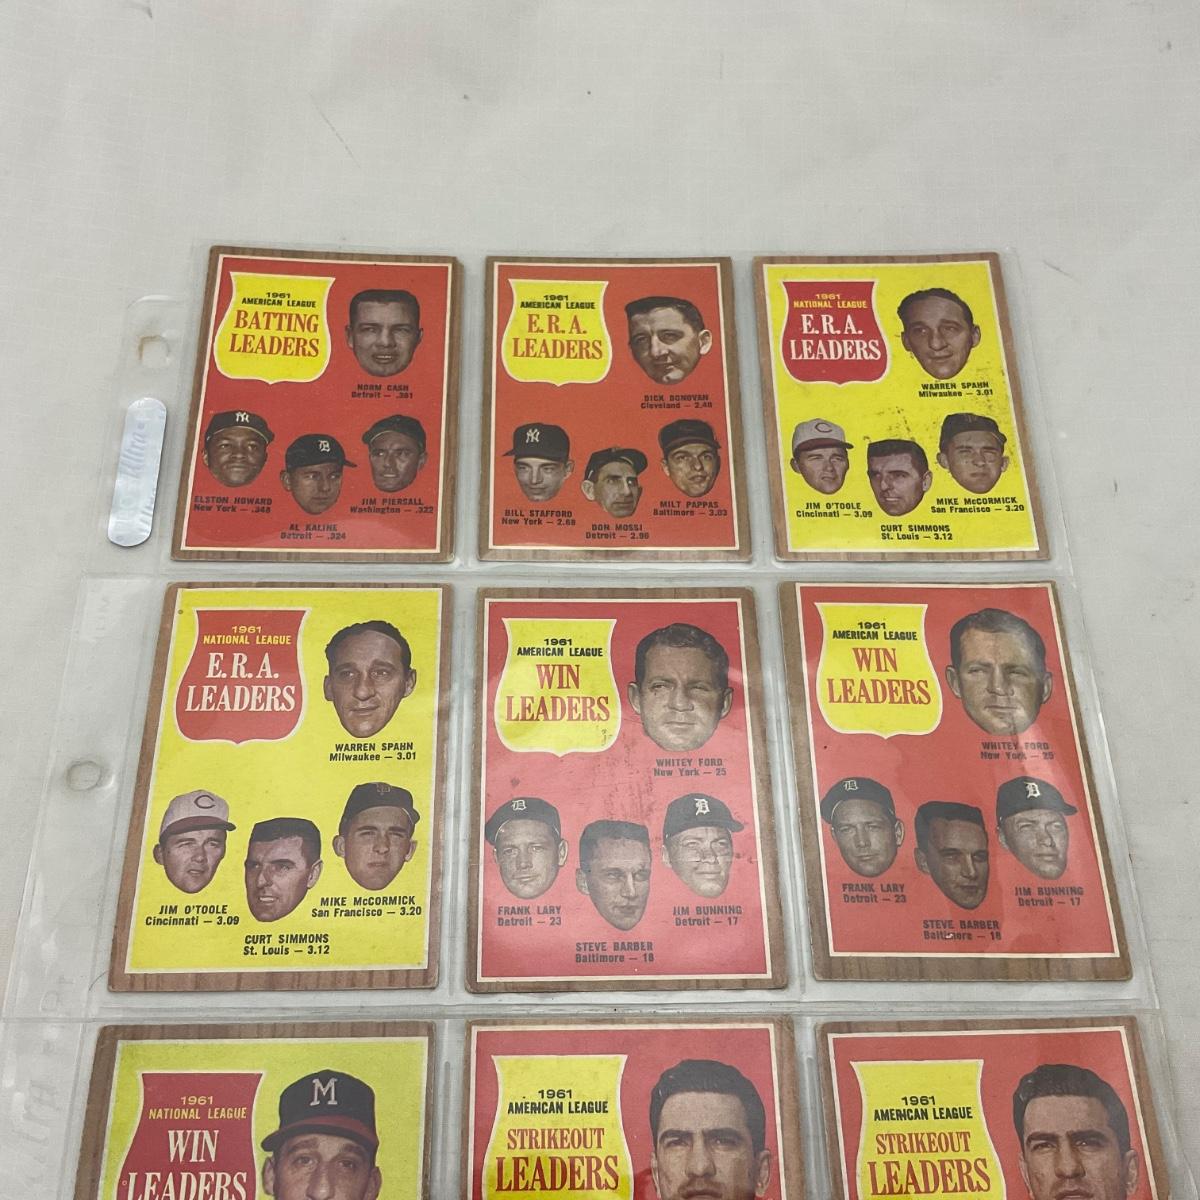 1961
AMERICAN LEAGUE
BATTING
LEADERS
NORM CASH
Detroit — .361
NY
ELSTON HOWARD
New York — .348
D
AL KALINE
Detroit — .324
JIM PIERSALL
Washington — .322
1961
AMERICAN LEAGUE
E.R.A.
LEADERS
DICK DONOVAN
Cleveland — 2.40
NY
BILL STAFFORD
New York — 2.68
DON MOSSI
Detroit — 2.96
MILT PAPPAS
Baltimore — 3.03
1961
NATIONAL LEAGUE
E.R.A.
LEADERS
WARREN SPAHN
Milwaukee — 3.01
C
JIM O'TOOLE
Cincinnati — 3.09
CURT SIMMONS
St. Louis — 3.12
MIKE McCORMICK
San Francisco — 3.20
Ultra
1961
NATIONAL LEAGUE
E.R.A.
LEADERS
WARREN SPAHN
Milwaukee — 3.01
C
SF
JIM O'TOOLE
Cincinnati — 3.09
CURT SIMMONS
St. Louis — 3.12
MIKE McCORMICK
San Francisco — 3.20
1961
AMERICAN LEAGUE
WIN
LEADERS
WHITEY FORD
New York — 25
D
D
FRANK LARY
Detroit — 23
STEVE BARBER
Baltimore — 18
JIM BUNNING
Detroit — 17
1961
AMERICAN LEAGUE
WIN
LEADERS
WHITEY FORD
New York — 25
D
D
FRANK LARY
Detroit — 23
STEVE BARBER
Baltimore — 18
JIM BUNNING
Detroit — 17
1961
NATIONAL LEAGUE
WIN
LEADERS
M
1961
AMERICAN LEAGUE
STRIKEOUT
LEADERS
1961
AMERICAN LEAGUE
STRIKEOUT
LEADERS